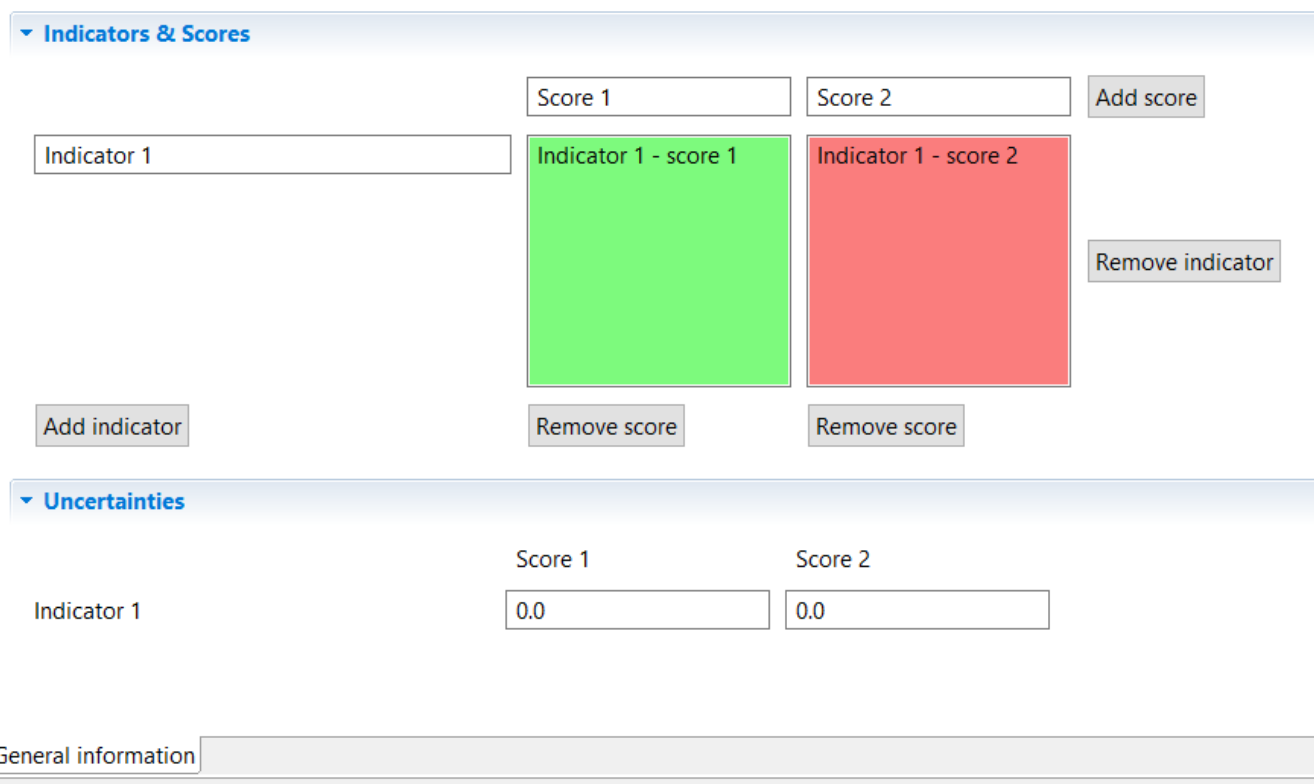 Indicators & Scores
Score 1 Score 2 Add score
Indicator 1 Indicator 1 - score 1 Indicator 1 - score 2
Remove indicator
Add indicator Remove score Remove score
Uncertainties
Score 1 Score 2
Indicator 1 0.0 0.0
General information